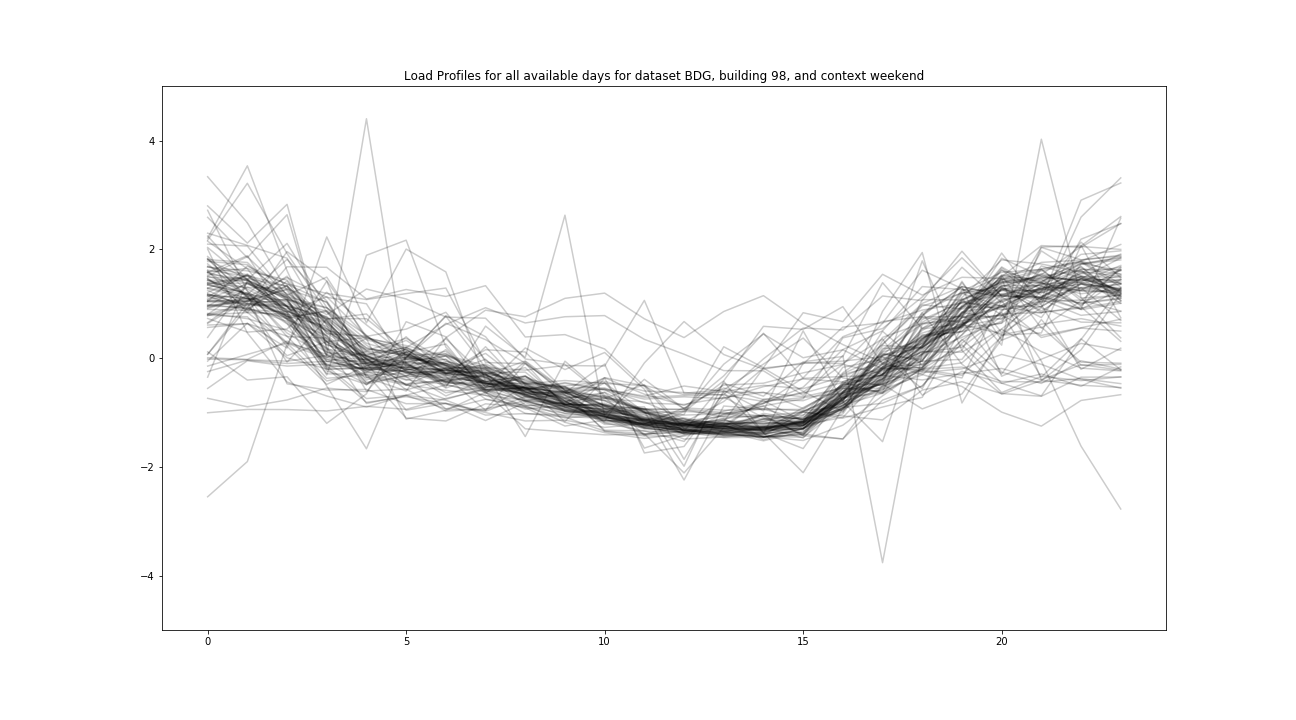 Load Profiles for all available days for dataset BDG, building 98, and context weekend
4
2
0
−2
−4
0 5 10 15 20